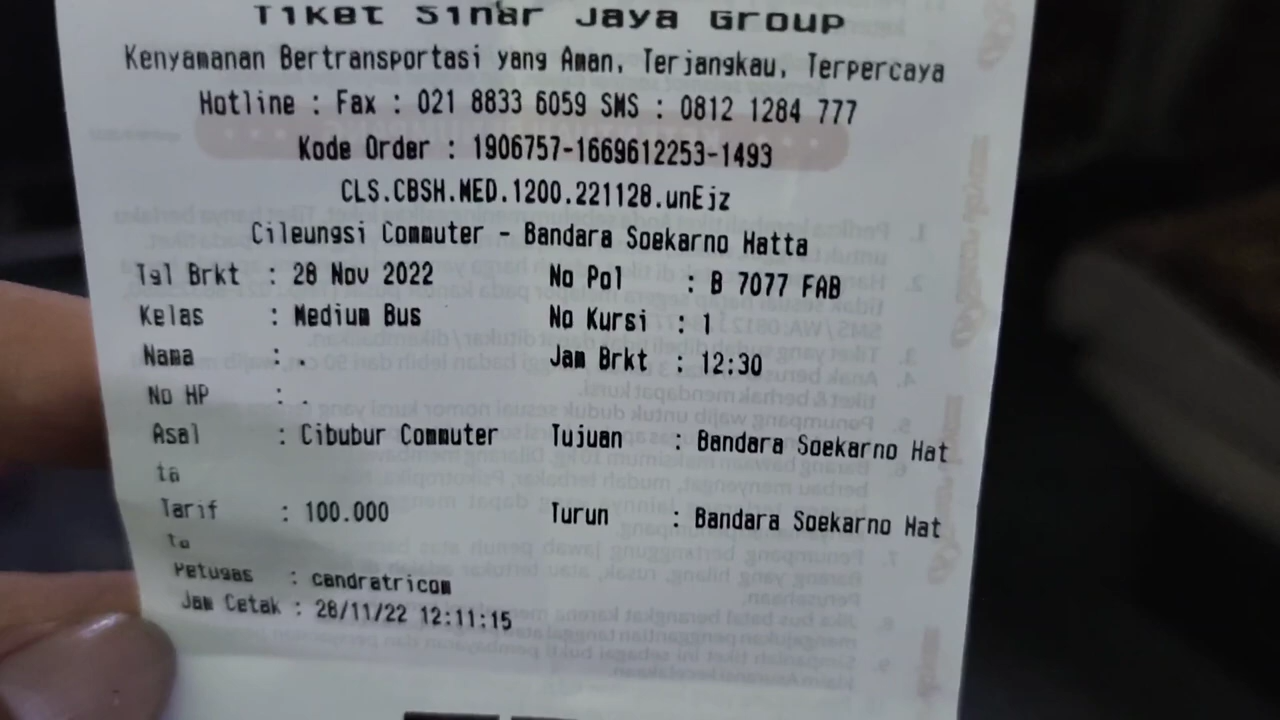 Tiket Sinar Jaya Group
Kenyamanan Bertransportasi yang Aman, Terjangkau, Terpercaya
Hotline : Fax : 021 8833 6059 SMS : 0812 1284 777
Kode Order : 1906757-1669612253-1493
CLS.CBSH.MED.1200.221128.unEjz
Cileungsi Commuter - Bandara Soekarno Hatta
Tgl Brkt : 28 Nov 2022 No Pol : B 7077 FAB
Kelas : Medium Bus No Kursi : 1
Nama : . Jam Brkt : 12:30
No HP : .
Asal : Cibubur Commuter Tujuan : Bandara Soekarno Hat
ta
Tarif : 100.000 Turun : Bandara Soekarno Hat
ta
Petugas : candratricom
Jam Cetak : 28/11/22 12:11:15